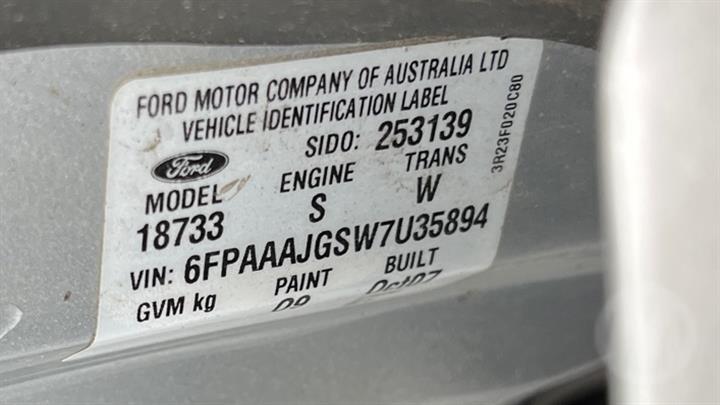 FORD MOTOR COMPANY OF AUSTRALIA LTD
VEHICLE IDENTIFICATION LABEL
Ford
SIDO: 253139
MODEL ENGINE TRANS
18733 S W
VIN: 6FPAAAJGSW7U35894
GVM kg PAINT BUILT
3R23F020C80